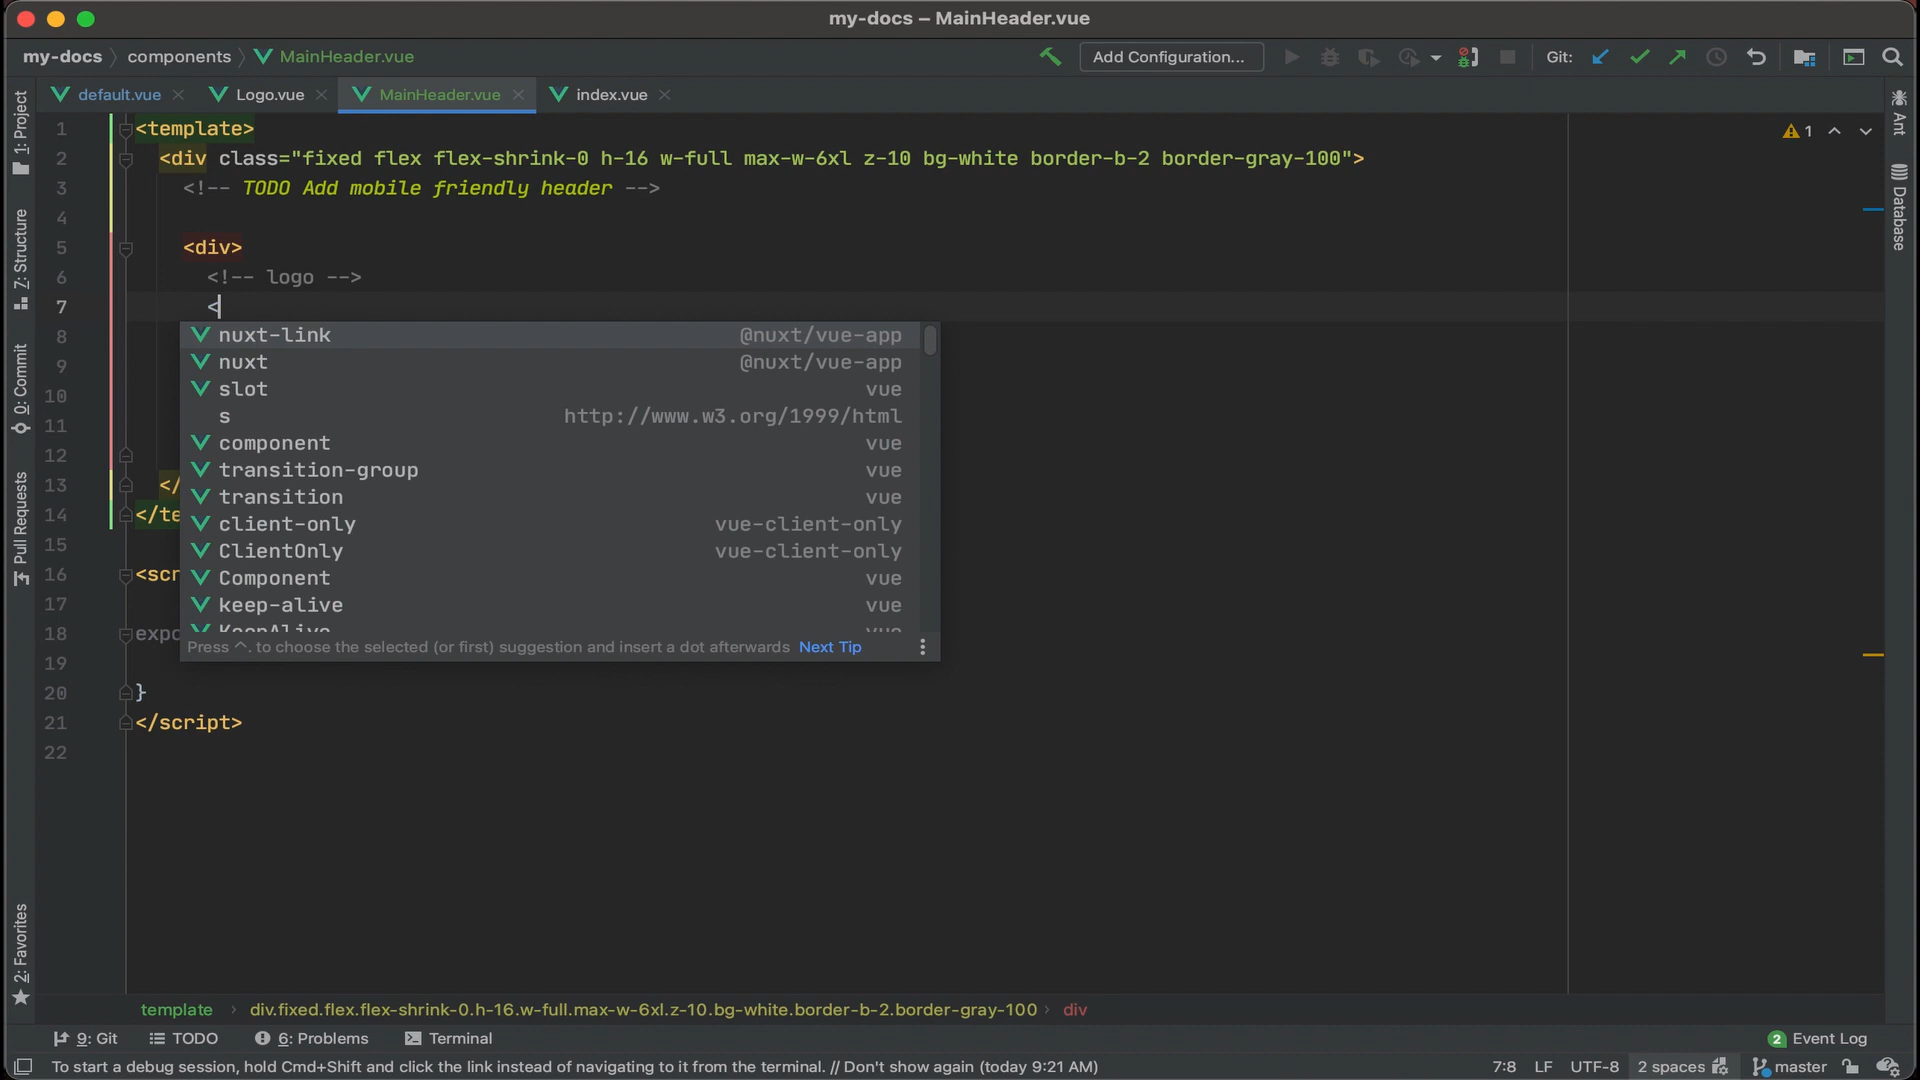 my-docs – MainHeader.vue
my-docs components MainHeader.vue
Add Configuration... Git:
default.vue Logo.vue MainHeader.vue index.vue
1: Project
7: Structure
0: Commit
Pull Requests
2: Favorites
Ant
Database
1
1 <template>
2 <div class="fixed flex flex-shrink-0 h-16 w-full max-w-6xl z-10 bg-white border-b-2 border-gray-100">
3 <!-- TODO Add mobile friendly header -->
4
5 <div>
6 <!-- logo -->
7 <
8
9
10
11
12
13 </
14 </te
15
16 <scr
17
18 expo
19
20 }
21 </script>
22
nuxt-link @nuxt/vue-app
nuxt @nuxt/vue-app
slot vue
s http://www.w3.org/1999/html
component vue
transition-group vue
transition vue
client-only vue-client-only
ClientOnly vue-client-only
Component vue
keep-alive vue
KeepAlive vue
Press ^. to choose the selected (or first) suggestion and insert a dot afterwards Next Tip
template div.fixed.flex.flex-shrink-0.h-16.w-full.max-w-6xl.z-10.bg-white.border-b-2.border-gray-100 div
9: Git TODO 6: Problems Terminal 2 Event Log
To start a debug session, hold Cmd+Shift and click the link instead of navigating to it from the terminal. // Don't show again (today 9:21 AM) 7:8 LF UTF-8 2 spaces master